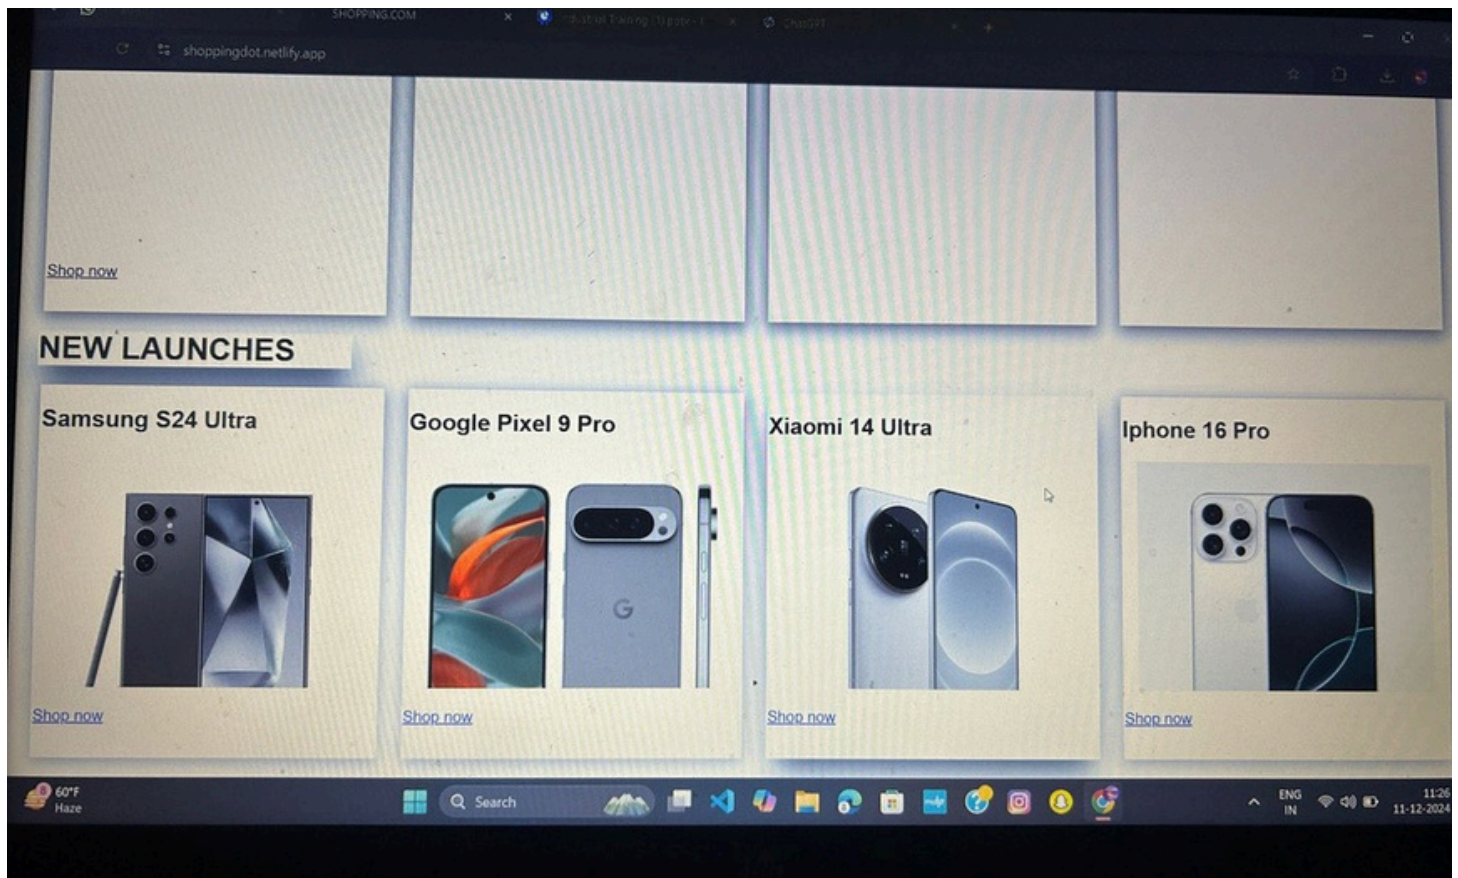 SHOPPING.COM
ChatGPT
shoppingdot.netlify.app
Shop now
NEW LAUNCHES
Samsung S24 Ultra
Google Pixel 9 Pro
Xiaomi 14 Ultra
Iphone 16 Pro
G
Shop now
Shop now
Shop now
Shop now
60°F
Haze
Search
ENG
IN
11:26
11-12-2024